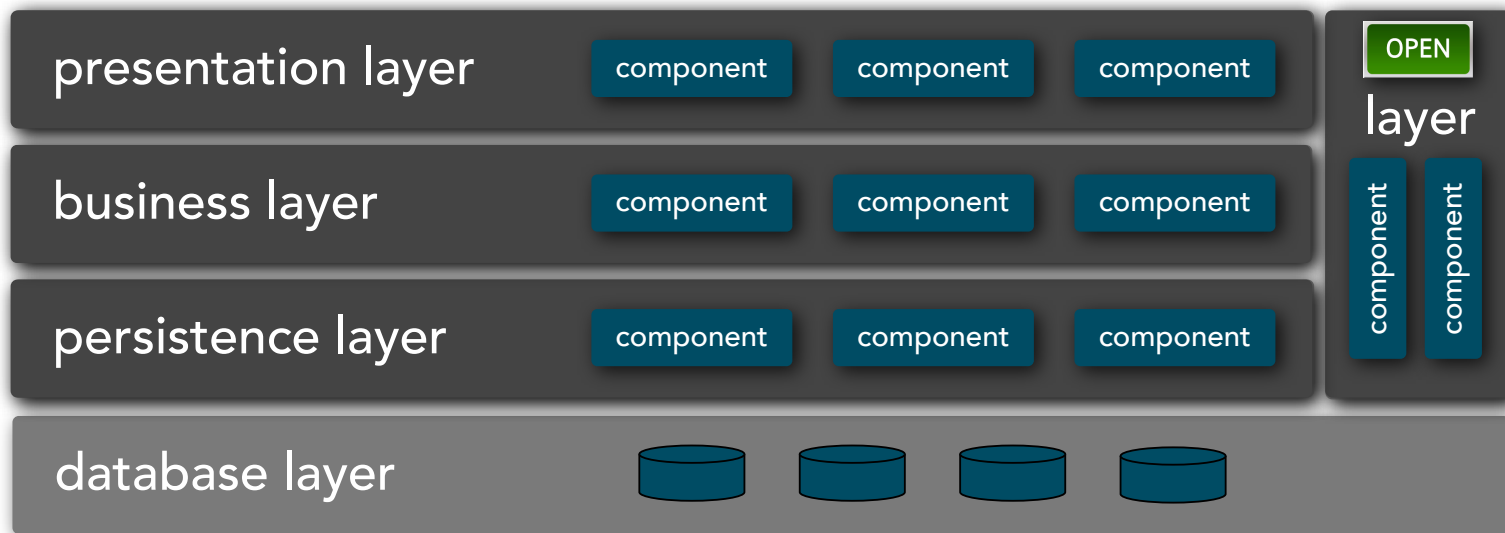 presentation layer
component component component
business layer
component component component
persistence layer
component component component
database layer
OPEN
layer
component
component